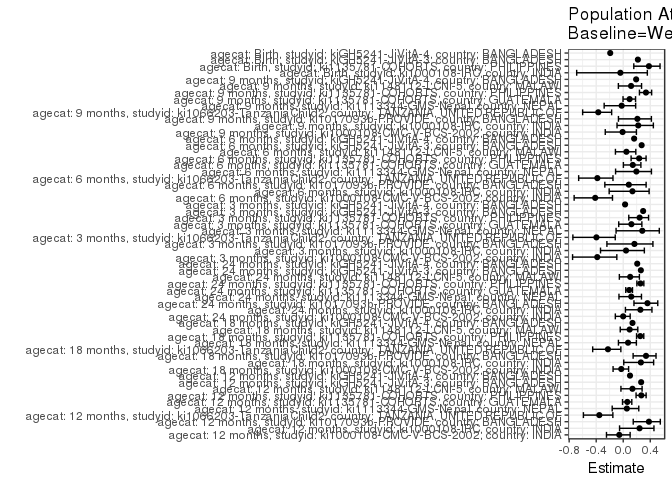 Population At
Baseline=We
agecat: Birth, studyid: kiGH5241-JiVitA-4, country: BANGLADESH
agecat: Birth, studyid: kiGH5241-JiVitA-3, country: BANGLADESH
agecat: Birth, studyid: ki1135781-COHORTS, country: PHILIPPINES
agecat: Birth, studyid: ki1000108-IRC, country: INDIA
agecat: 9 months, studyid: kiGH5241-JiVitA-4, country: BANGLADESH
agecat: 9 months, studyid: ki1148112-LCNI-5, country: MALAWI
agecat: 9 months, studyid: ki1135781-COHORTS, country: PHILIPPINES
agecat: 9 months, studyid: ki1135781-COHORTS, country: GUATEMALA
agecat: 9 months, studyid: ki1113344-GMS-Nepal, country: NEPAL
agecat: 9 months, studyid: ki1066203-TanzaniaChild2, country: TANZANIA, UNITED REPUBLIC OF
agecat: 9 months, studyid: ki1017093b-PROVIDE, country: BANGLADESH
agecat: 9 months, studyid: ki1000108-IRC, country: INDIA
agecat: 9 months, studyid: ki1000108-CMC-V-BCS-2002, country: INDIA
agecat: 6 months, studyid: kiGH5241-JiVitA-4, country: BANGLADESH
agecat: 6 months, studyid: kiGH5241-JiVitA-3, country: BANGLADESH
agecat: 6 months, studyid: ki1148112-LCNI-5, country: MALAWI
agecat: 6 months, studyid: ki1135781-COHORTS, country: PHILIPPINES
agecat: 6 months, studyid: ki1135781-COHORTS, country: GUATEMALA
agecat: 6 months, studyid: ki1113344-GMS-Nepal, country: NEPAL
agecat: 6 months, studyid: ki1066203-TanzaniaChild2, country: TANZANIA, UNITED REPUBLIC OF
agecat: 6 months, studyid: ki1017093b-PROVIDE, country: BANGLADESH
agecat: 6 months, studyid: ki1000108-IRC, country: INDIA
agecat: 6 months, studyid: ki1000108-CMC-V-BCS-2002, country: INDIA
agecat: 3 months, studyid: kiGH5241-JiVitA-4, country: BANGLADESH
agecat: 3 months, studyid: kiGH5241-JiVitA-3, country: BANGLADESH
agecat: 3 months, studyid: ki1135781-COHORTS, country: PHILIPPINES
agecat: 3 months, studyid: ki1135781-COHORTS, country: GUATEMALA
agecat: 3 months, studyid: ki1113344-GMS-Nepal, country: NEPAL
agecat: 3 months, studyid: ki1066203-TanzaniaChild2, country: TANZANIA, UNITED REPUBLIC OF
agecat: 3 months, studyid: ki1017093b-PROVIDE, country: BANGLADESH
agecat: 3 months, studyid: ki1000108-IRC, country: INDIA
agecat: 3 months, studyid: ki1000108-CMC-V-BCS-2002, country: INDIA
agecat: 24 months, studyid: kiGH5241-JiVitA-4, country: BANGLADESH
agecat: 24 months, studyid: kiGH5241-JiVitA-3, country: BANGLADESH
agecat: 24 months, studyid: ki1148112-LCNI-5, country: MALAWI
agecat: 24 months, studyid: ki1135781-COHORTS, country: PHILIPPINES
agecat: 24 months, studyid: ki1135781-COHORTS, country: GUATEMALA
agecat: 24 months, studyid: ki1113344-GMS-Nepal, country: NEPAL
agecat: 24 months, studyid: ki1017093b-PROVIDE, country: BANGLADESH
agecat: 24 months, studyid: ki1000108-IRC, country: INDIA
agecat: 24 months, studyid: ki1000108-CMC-V-BCS-2002, country: INDIA
agecat: 18 months, studyid: kiGH5241-JiVitA-4, country: BANGLADESH
agecat: 18 months, studyid: ki1148112-LCNI-5, country: MALAWI
agecat: 18 months, studyid: ki1135781-COHORTS, country: PHILIPPINES
agecat: 18 months, studyid: ki1113344-GMS-Nepal, country: NEPAL
agecat: 18 months, studyid: ki1066203-TanzaniaChild2, country: TANZANIA, UNITED REPUBLIC OF
agecat: 18 months, studyid: ki1017093b-PROVIDE, country: BANGLADESH
agecat: 18 months, studyid: ki1000108-IRC, country: INDIA
agecat: 18 months, studyid: ki1000108-CMC-V-BCS-2002, country: INDIA
agecat: 12 months, studyid: kiGH5241-JiVitA-4, country: BANGLADESH
agecat: 12 months, studyid: kiGH5241-JiVitA-3, country: BANGLADESH
agecat: 12 months, studyid: ki1148112-LCNI-5, country: MALAWI
agecat: 12 months, studyid: ki1135781-COHORTS, country: PHILIPPINES
agecat: 12 months, studyid: ki1135781-COHORTS, country: GUATEMALA
agecat: 12 months, studyid: ki1113344-GMS-Nepal, country: NEPAL
agecat: 12 months, studyid: ki1066203-TanzaniaChild2, country: TANZANIA, UNITED REPUBLIC OF
agecat: 12 months, studyid: ki1017093b-PROVIDE, country: BANGLADESH
agecat: 12 months, studyid: ki1000108-IRC, country: INDIA
agecat: 12 months, studyid: ki1000108-CMC-V-BCS-2002, country: INDIA
-0.8 -0.4 0.0 0.4
Estimate